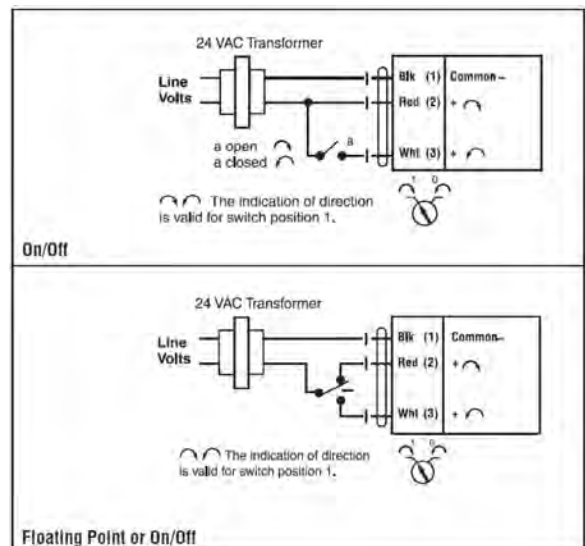 24 VAC Transformer
Line
Volts
Blk (1) Common –
Red (2) +
a
a open
a closed
Wht (3) +
1 0
The indication of direction
is valid for switch position 1.
On/Off
24 VAC Transformer
Line
Volts
Blk (1) Common –
Red (2) +
Wht (3) +
1 0
The indication of direction
is valid for switch position 1.
Floating Point or On/Off